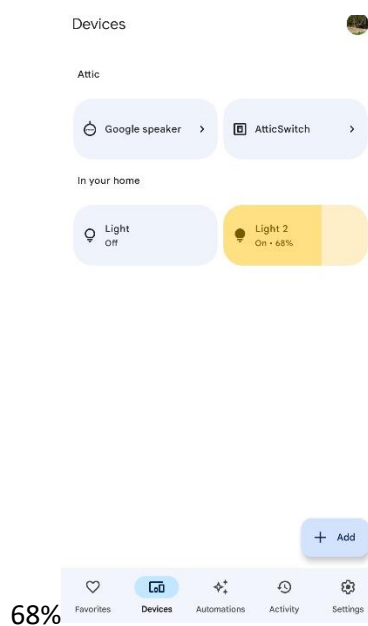 Devices
Attic
Google speaker
AtticSwitch
In your home
Light
Off
Light 2
On • 68%
+ Add
Favorites
Devices
Automations
Activity
Settings
68%